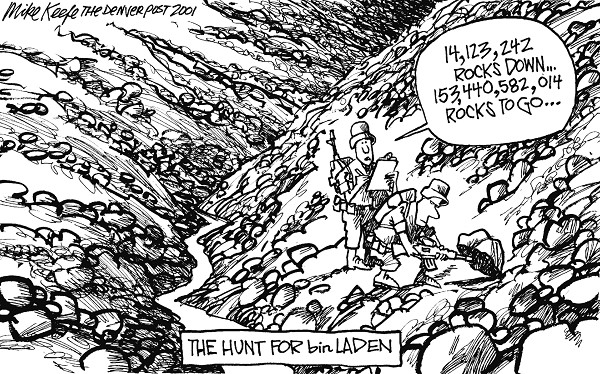 Mike Keefe THE DENVER POST 2001
14,123,242
ROCKS DOWN...
153,440,582,014
ROCKS TO GO...
THE HUNT FOR bin LADEN